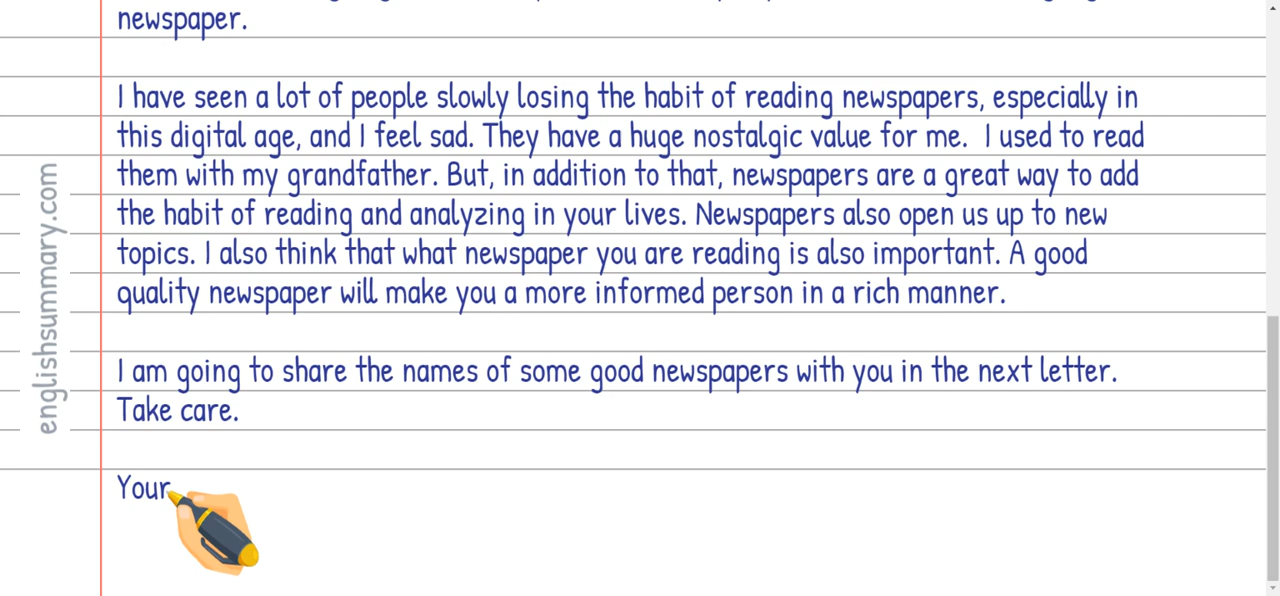 newspaper.
I have seen a lot of people slowly losing the habit of reading newspapers, especially in
this digital age, and I feel sad. They have a huge nostalgic value for me.  I used to read
them with my grandfather. But, in addition to that, newspapers are a great way to add
the habit of reading and analyzing in your lives. Newspapers also open us up to new
topics. I also think that what newspaper you are reading is also important. A good
quality newspaper will make you a more informed person in a rich manner.
I am going to share the names of some good newspapers with you in the next letter.
Take care.
Your
englishsummary.com